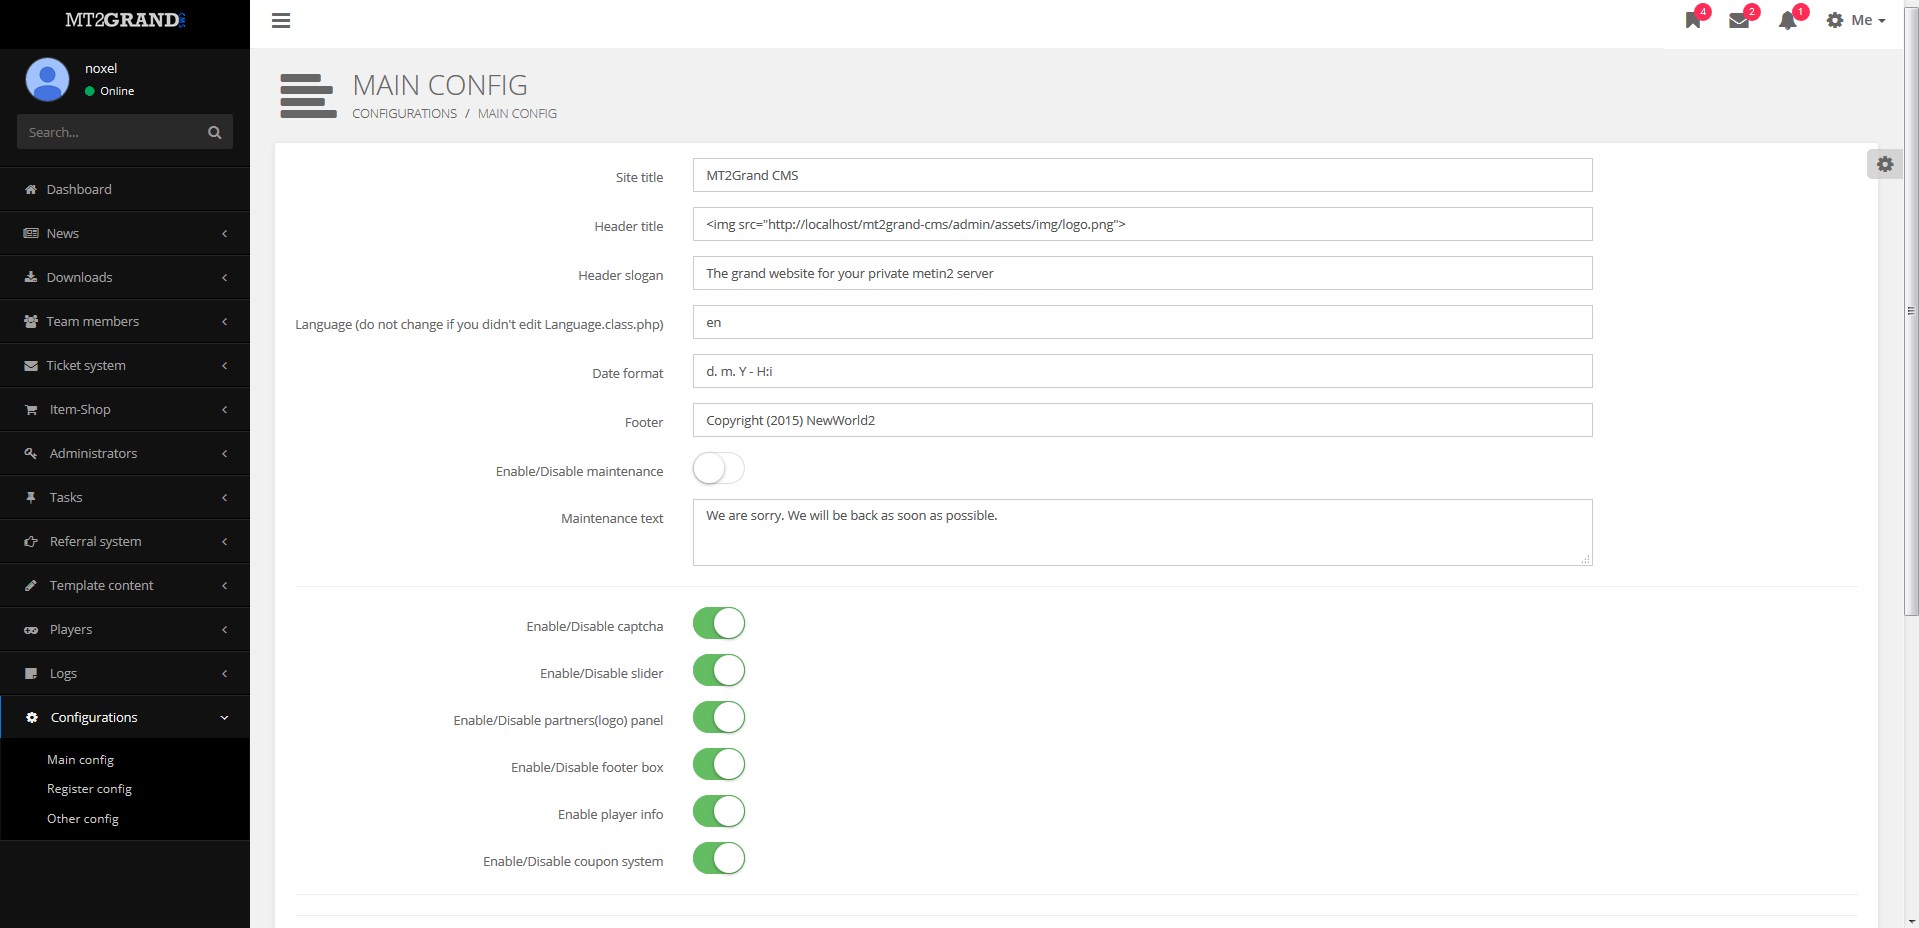 MT2GRAND CMS
noxel
Online
Search...
Dashboard
News
Downloads
Team members
Ticket system
Item-Shop
Administrators
Tasks
Referral system
Template content
Players
Logs
Configurations
Main config
Register config
Other config
4
2
1
Me
MAIN CONFIG
CONFIGURATIONS / MAIN CONFIG
Site title
MT2Grand CMS
Header title
<img src="http://localhost/mt2grand-cms/admin/assets/img/logo.png">
Header slogan
The grand website for your private metin2 server
Language (do not change if you didn't edit Language.class.php)
en
Date format
d. m. Y - H:i
Footer
Copyright (2015) NewWorld2
Enable/Disable maintenance
Maintenance text
We are sorry. We will be back as soon as possible.
Enable/Disable captcha
Enable/Disable slider
Enable/Disable partners(logo) panel
Enable/Disable footer box
Enable player info
Enable/Disable coupon system